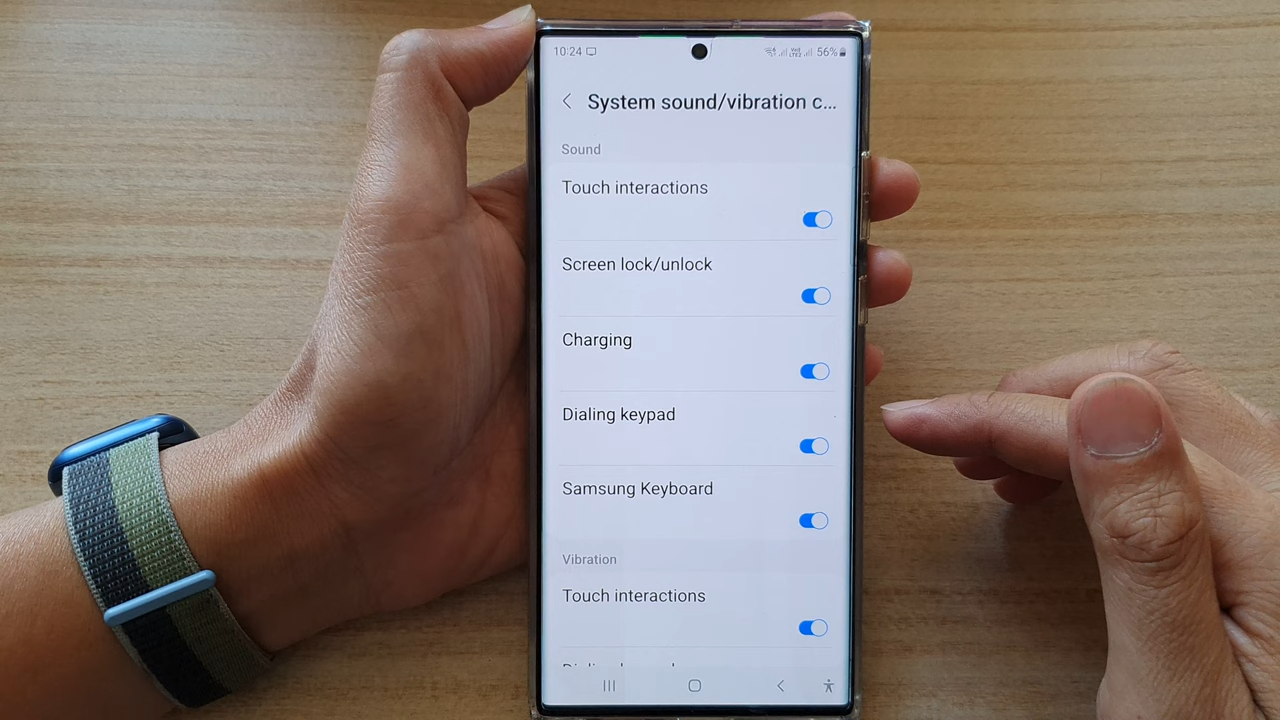 10:24
56%
System sound/vibration c...
Sound
Touch interactions
Screen lock/unlock
Charging
Dialing keypad
Samsung Keyboard
Vibration
Touch interactions